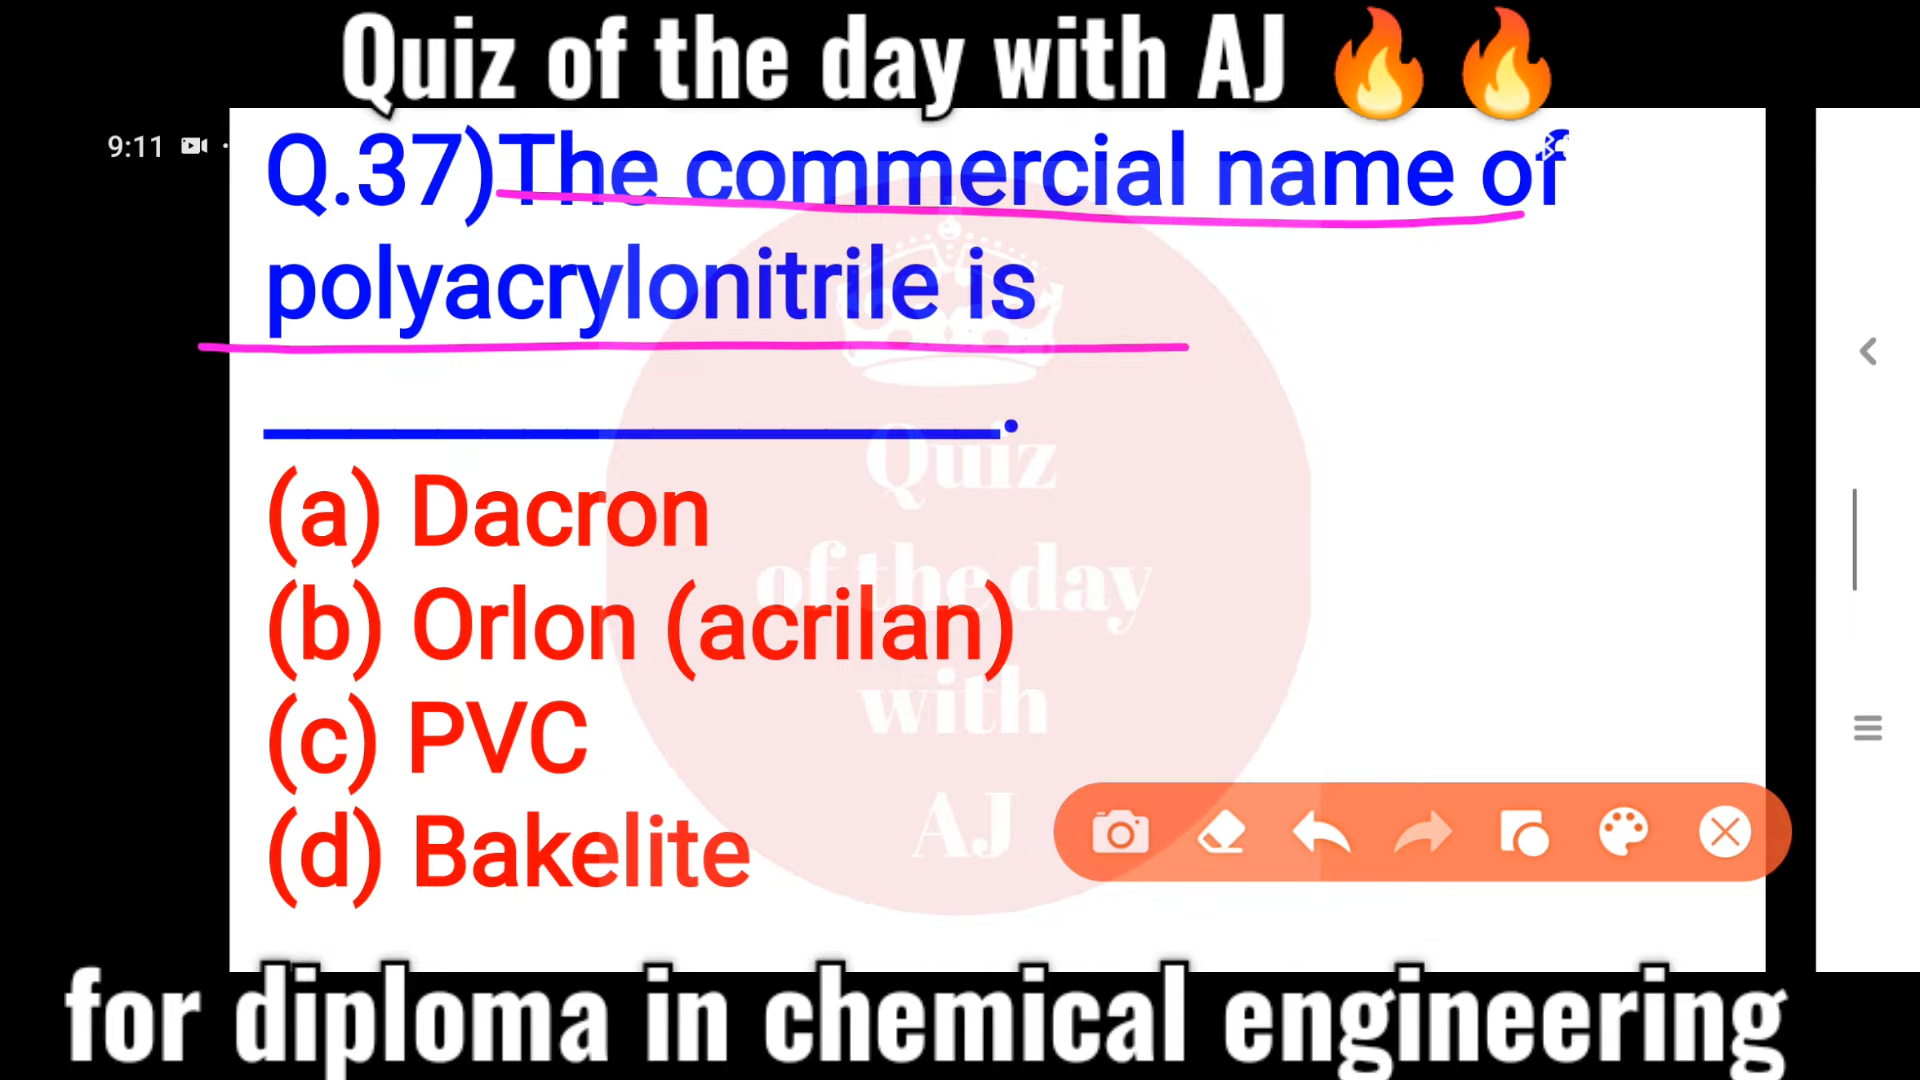 Quiz of the day with AJ 🔥🔥
9:11
Q.37)The commercial name of
polyacrylonitrile is
____________________.
(a) Dacron
(b) Orlon (acrilan)
(c) PVC
(d) Bakelite
Quiz
of the day
with
AJ
for diploma in chemical engineering